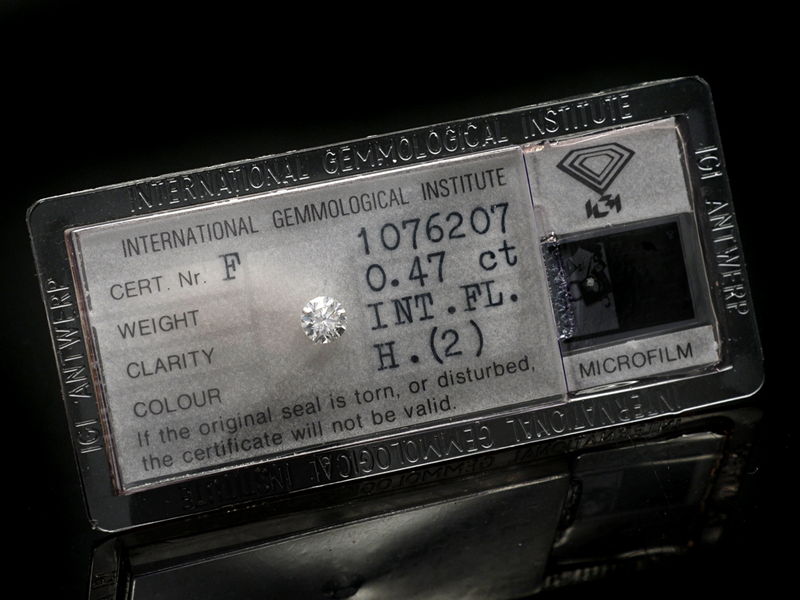 INTERNATIONAL GEMMOLOGICAL INSTITUTE
IGI ANTWERP
IGI ANTWERP
INTERNATIONAL GEMMOLOGICAL INSTITUTE
CERT. Nr. F 1076207
WEIGHT 0.47 ct
CLARITY INT.FL.
COLOUR H.(2)
If the original seal is torn, or disturbed,
the certificate will not be valid.
IGI
MICROFILM
INTERNATIONAL GEMMOLOGICAL INSTITUTE